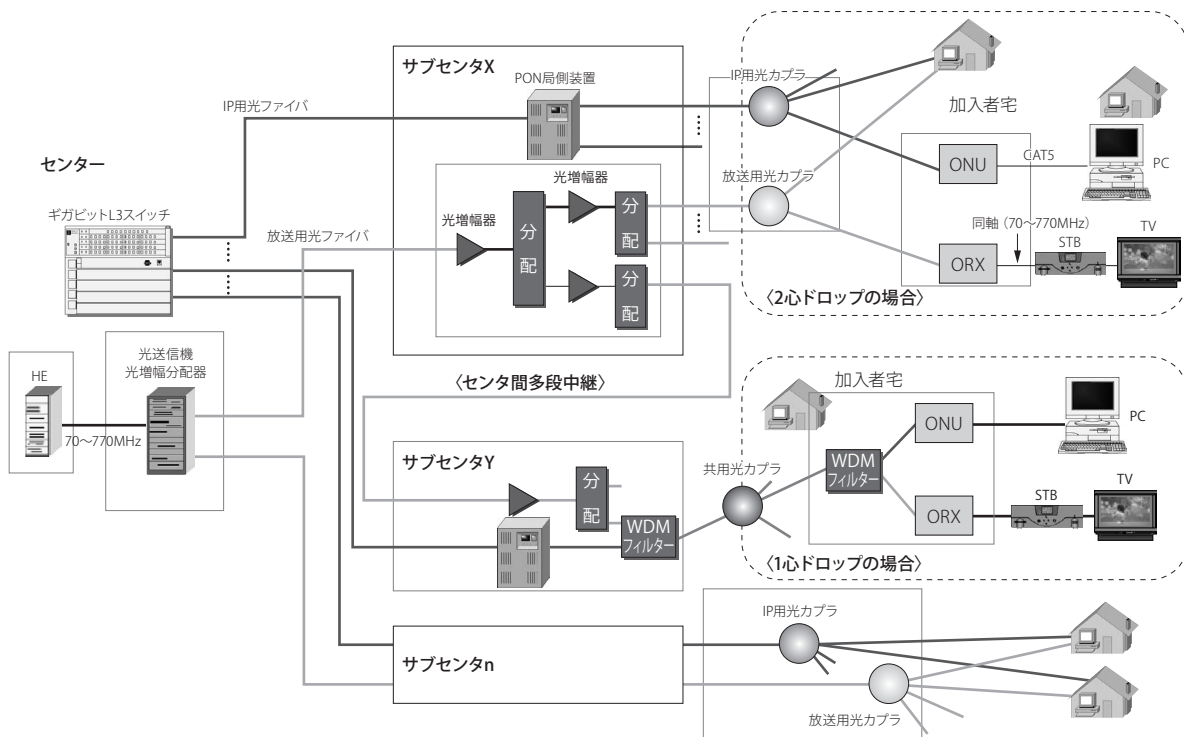 サブセンタX
PON局側装置
IP用光ファイバ
IP用光カプラ
加入者宅
センター
ギガビットL3スイッチ
放送用光ファイバ
光増幅器
光増幅器
分配
分配
分配
放送用光カプラ
ONU
CAT5
PC
同軸(70〜770MHz)
ORX
STB
TV
〈2心ドロップの場合〉
HE
70〜770MHz
光送信機
光増幅分配器
〈センタ間多段中継〉
サブセンタY
分配
WDM
フィルター
共用光カプラ
加入者宅
WDM
フィルター
ONU
PC
ORX
STB
TV
〈1心ドロップの場合〉
サブセンタn
IP用光カプラ
放送用光カプラ